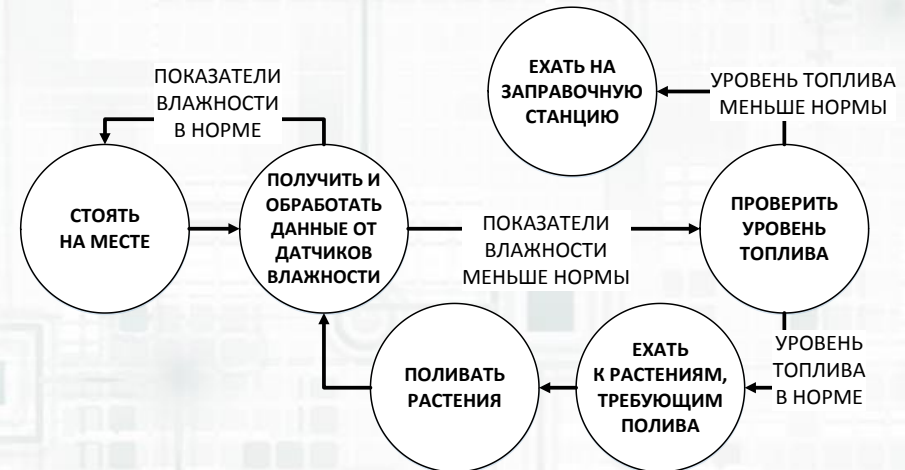 ЕХАТЬ НА
ЗАПРАВОЧНУЮ
СТАНЦИЮ
УРОВЕНЬ ТОПЛИВА
МЕНЬШЕ НОРМЫ
ПОКАЗАТЕЛИ
ВЛАЖНОСТИ
В НОРМЕ
СТОЯТЬ
НА МЕСТЕ
ПОЛУЧИТЬ И
ОБРАБОТАТЬ
ДАННЫЕ ОТ
ДАТЧИКОВ
ВЛАЖНОСТИ
ПОКАЗАТЕЛИ
ВЛАЖНОСТИ
МЕНЬШЕ НОРМЫ
ПРОВЕРИТЬ
УРОВЕНЬ
ТОПЛИВА
ПОЛИВАТЬ
РАСТЕНИЯ
ЕХАТЬ
К РАСТЕНИЯМ,
ТРЕБУЮЩИМ
ПОЛИВА
УРОВЕНЬ
ТОПЛИВА
В НОРМЕ